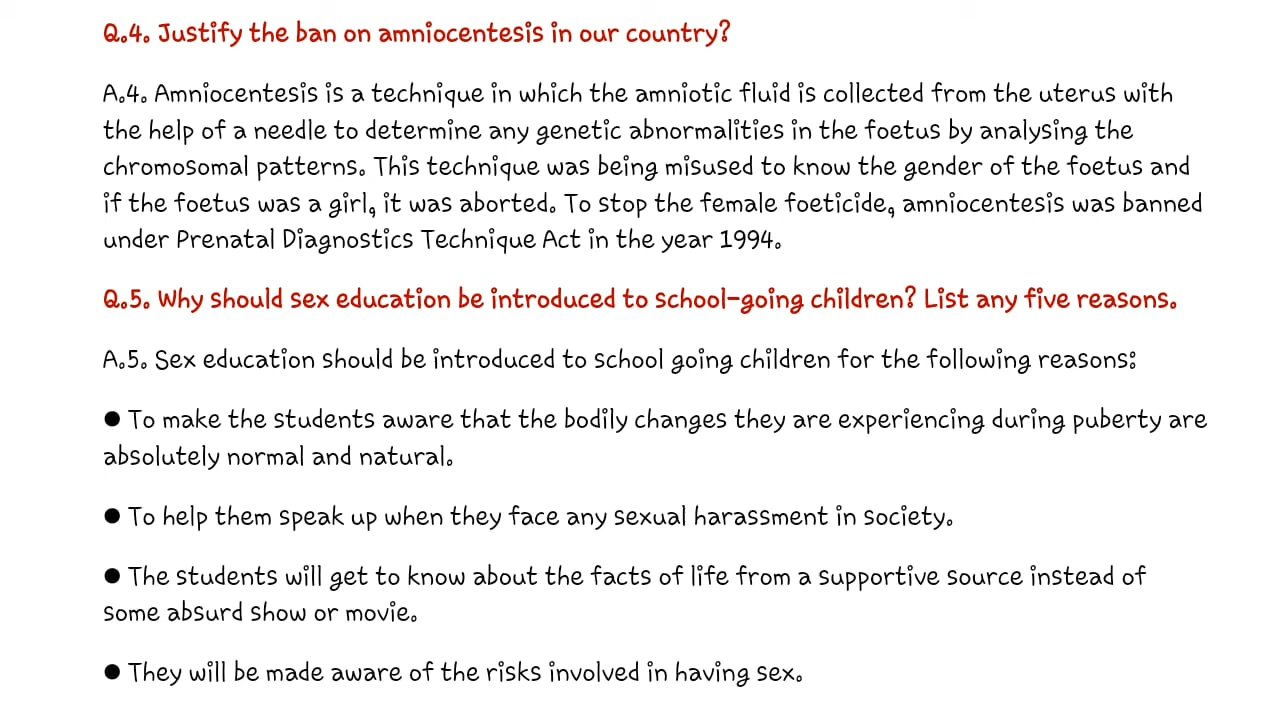 Q.4. Justify the ban on amniocentesis in our country?
A.4. Amniocentesis is a technique in which the amniotic fluid is collected from the uterus with
the help of a needle to determine any genetic abnormalities in the foetus by analysing the
chromosomal patterns. This technique was being misused to know the gender of the foetus and
if the foetus was a girl, it was aborted. To stop the female foeticide, amniocentesis was banned
under Prenatal Diagnostics Technique Act in the year 1994.
Q.5. Why should sex education be introduced to school-going children? List any five reasons.
A.5. Sex education should be introduced to school going children for the following reasons:
● To make the students aware that the bodily changes they are experiencing during puberty are
absolutely normal and natural.
● To help them speak up when they face any sexual harassment in society.
● The students will get to know about the facts of life from a supportive source instead of
some absurd show or movie.
● They will be made aware of the risks involved in having sex.